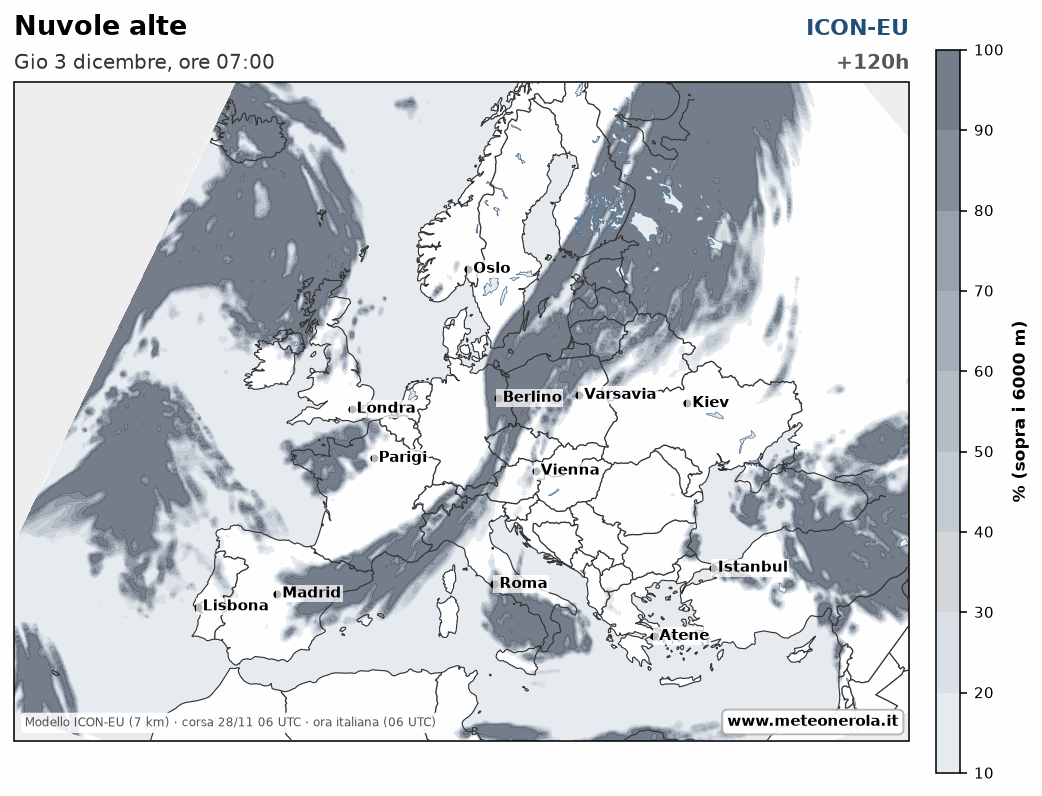 Nuvole alte
ICON-EU
Gio 3 dicembre, ore 07:00
+120h
100
90
80
70
60
50
40
30
20
10
% (sopra i 6000 m)
Oslo
Berlino
Varsavia
Kiev
Londra
Parigi
Vienna
Istanbul
Roma
Madrid
Lisbona
Atene
Modello ICON-EU (7 km) · corsa 28/11 06 UTC · ora italiana (06 UTC)
www.meteonerola.it